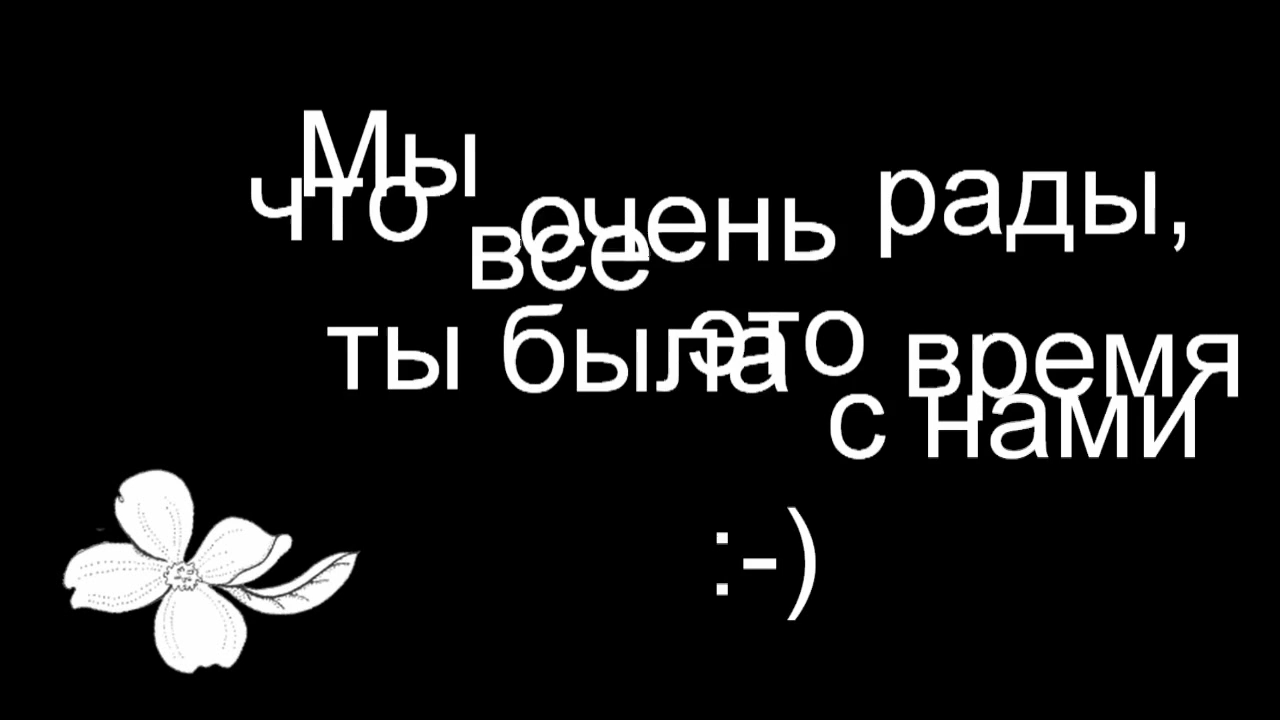 Мы очень рады,
что все это время
ты была с нами
:-)